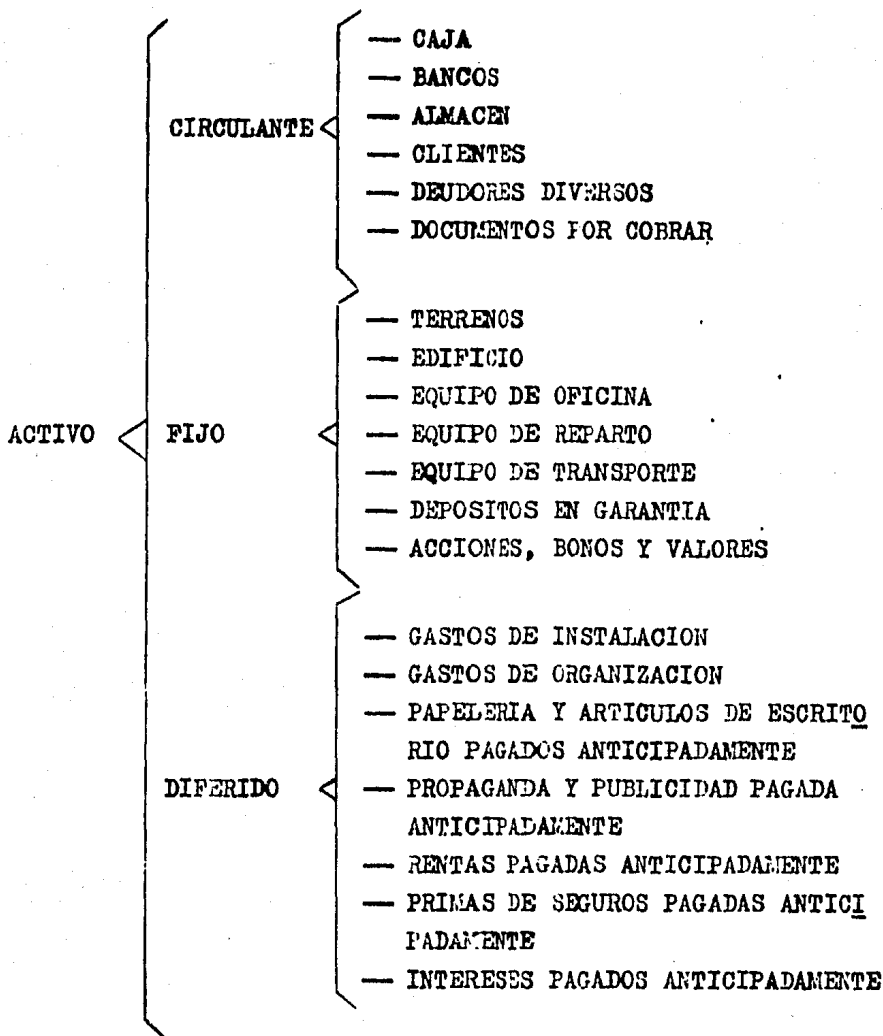 — CAJA
— BANCOS
— ALMACEN
CIRCULANTE
— CLIENTES
— DEUDORES DIVERSOS
— DOCUMENTOS POR COBRAR
— TERRENOS
— EDIFICIO
— EQUIPO DE OFICINA
ACTIVO
FIJO
— EQUIPO DE REPARTO
— EQUIPO DE TRANSPORTE
— DEPOSITOS EN GARANTIA
— ACCIONES, BONOS Y VALORES
— GASTOS DE INSTALACION
— GASTOS DE ORGANIZACION
— PAPELERIA Y ARTICULOS DE ESCRITO
RIO PAGADOS ANTICIPADAMENTE
DIFERIDO
— PROPAGANDA Y PUBLICIDAD PAGADA
ANTICIPADAMENTE
— RENTAS PAGADAS ANTICIPADAMENTE
— PRIMAS DE SEGUROS PAGADAS ANTICI
PADAMENTE
— INTERESES PAGADOS ANTICIPADAMENTE